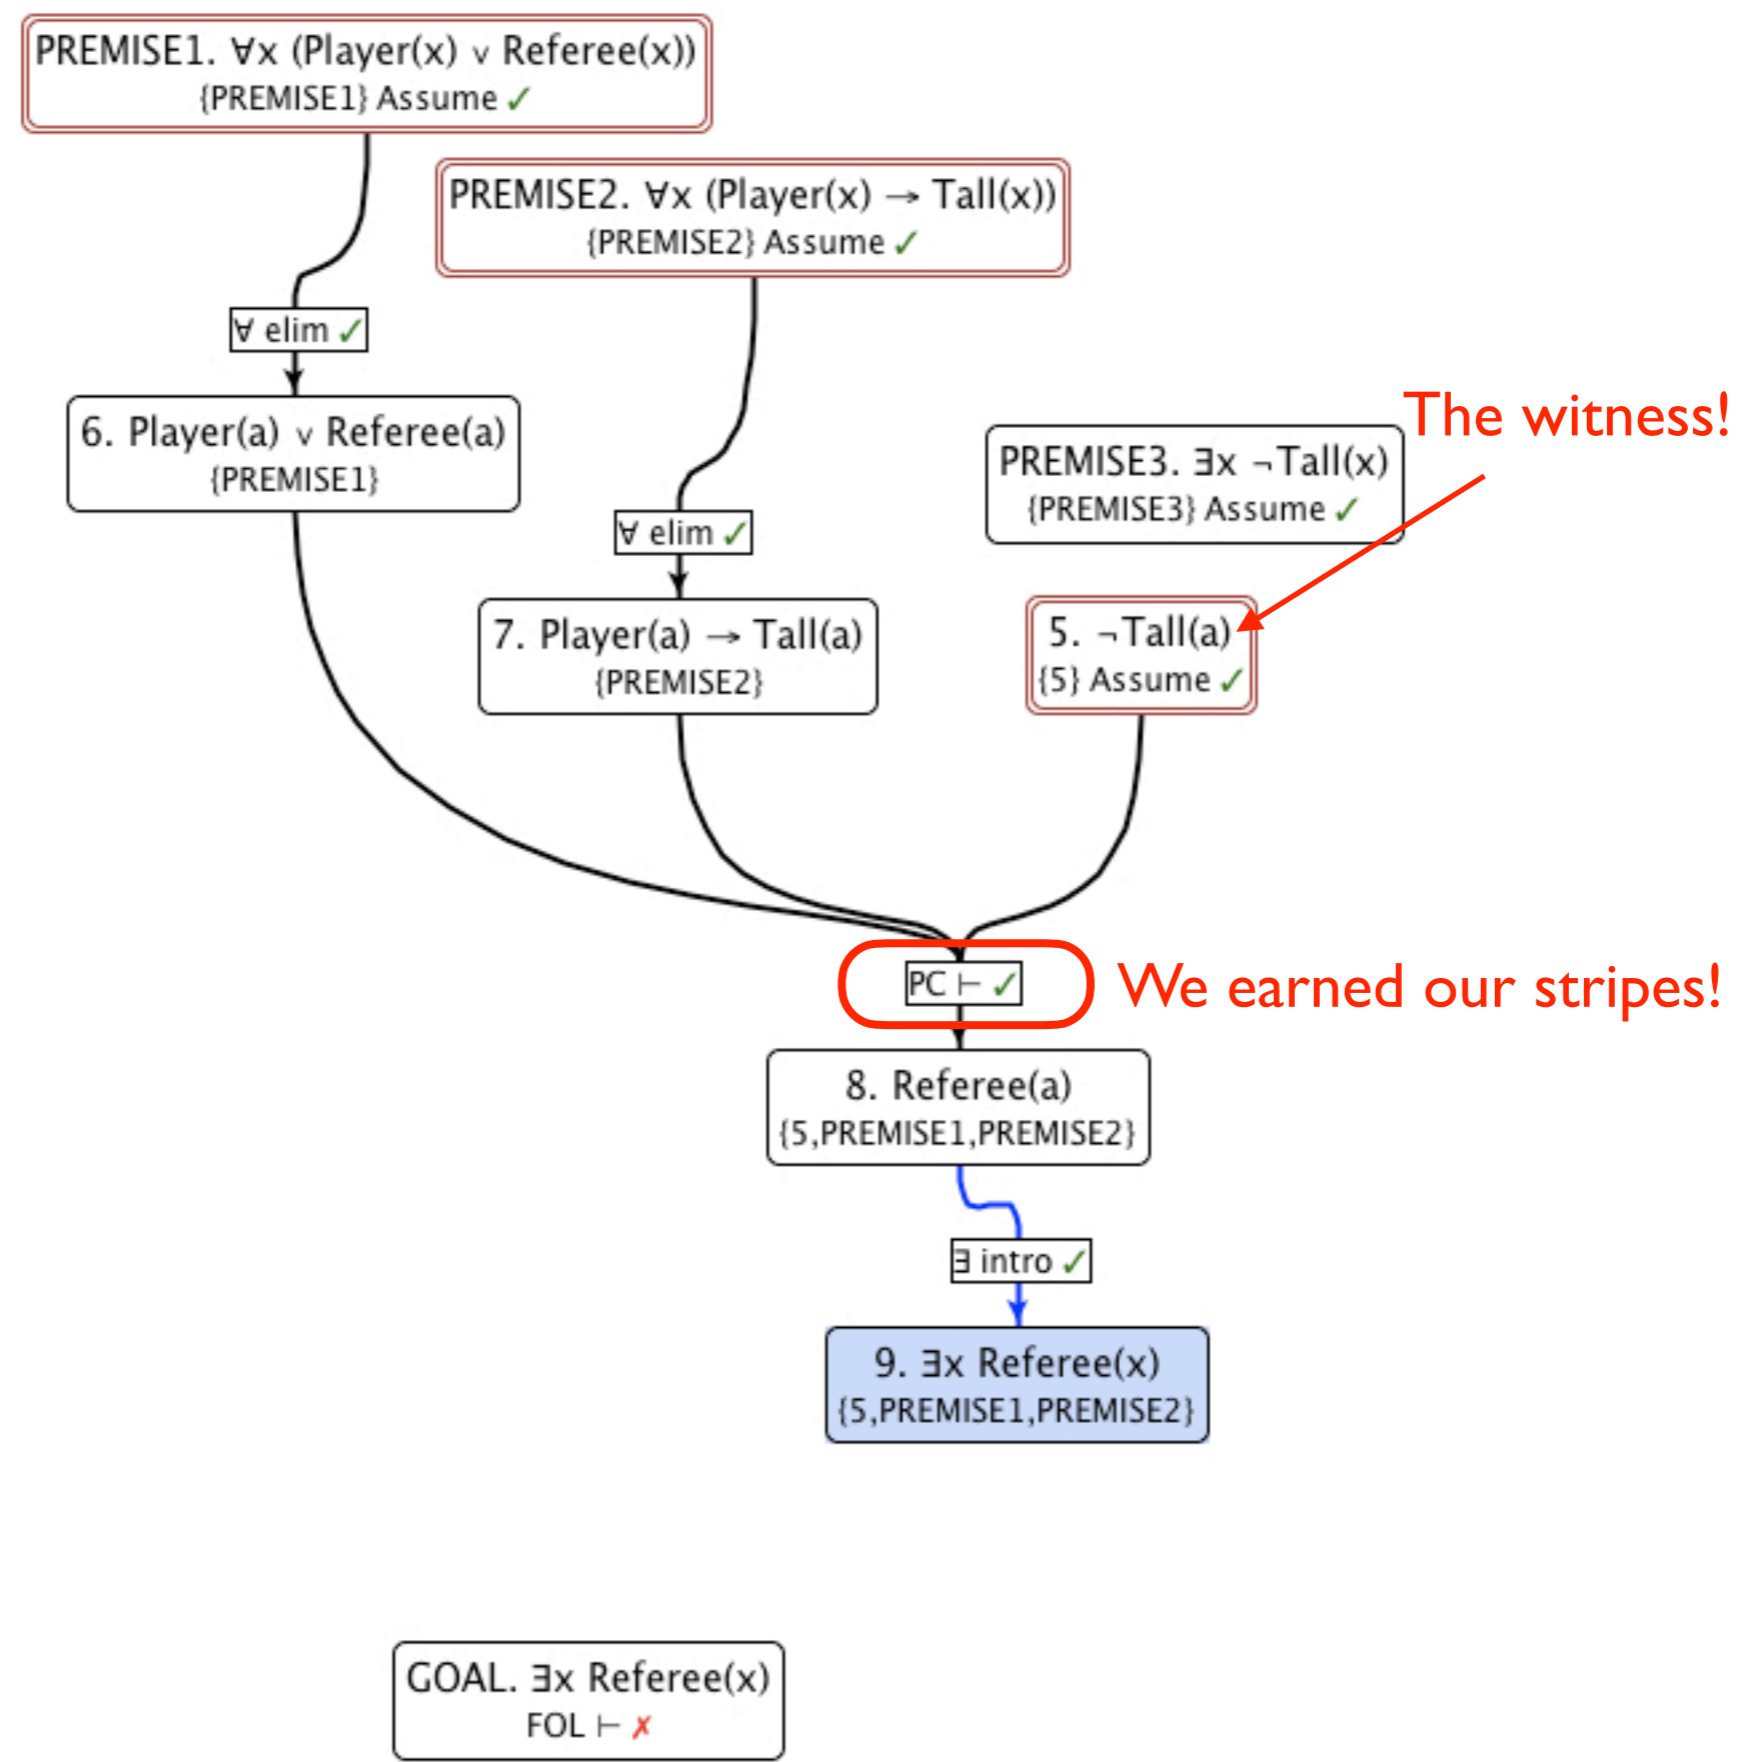 PREMISE1. ∀x (Player(x) ∨ Referee(x))
{PREMISE1} Assume ✓
PREMISE2. ∀x (Player(x) → Tall(x))
{PREMISE2} Assume ✓
∀ elim ✓
6. Player(a) ∨ Referee(a)
{PREMISE1}
The witness!
PREMISE3. ∃x ¬Tall(x)
{PREMISE3} Assume ✓
∀ elim ✓
7. Player(a) → Tall(a)
{PREMISE2}
5. ¬Tall(a)
{5} Assume ✓
PC ⊢ ✓
We earned our stripes!
8. Referee(a)
{5,PREMISE1,PREMISE2}
∃ intro ✓
9. ∃x Referee(x)
{5,PREMISE1,PREMISE2}
GOAL. ∃x Referee(x)
FOL ⊢ ✗